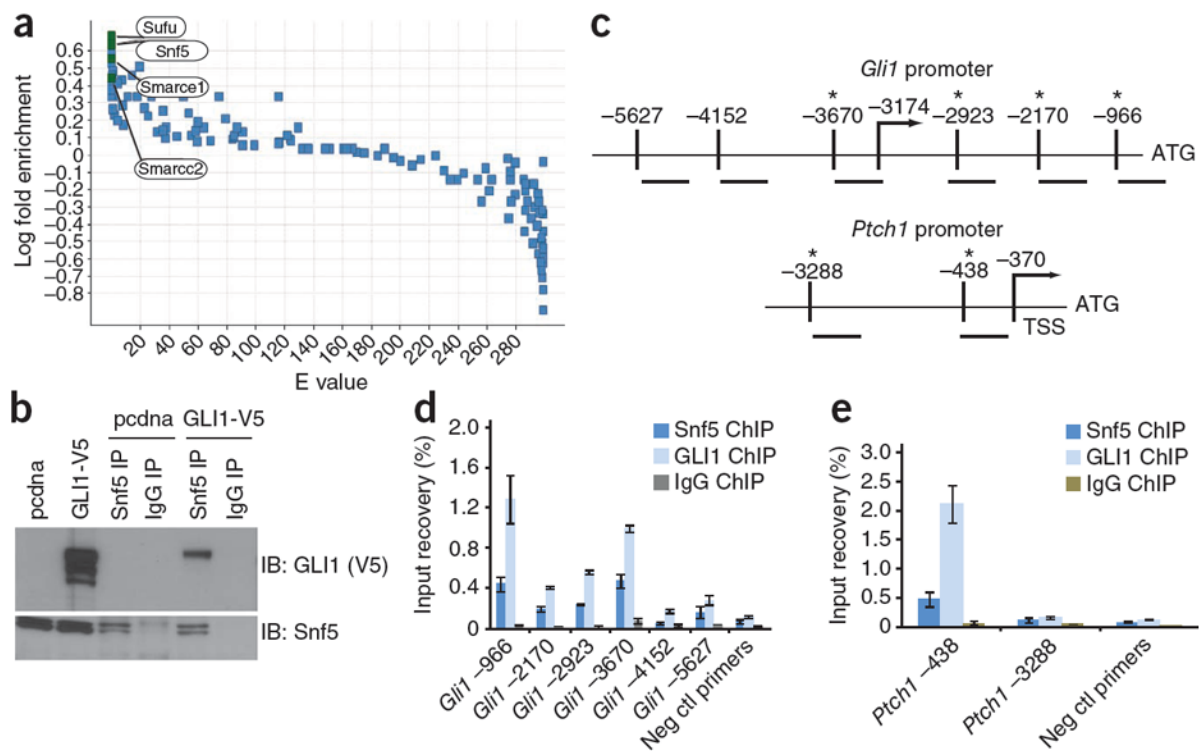 a
Sufu
Snf5
Smarce1
Smarcc2
0.6
0.5
0.4
0.3
0.2
0.1
0
−0.1
−0.2
−0.3
−0.4
−0.5
−0.6
−0.7
−0.8
Log fold enrichment
20 40 60 80 100 120 140 160 180 200 220 240 260 280
E value
b
pcdna GLI1-V5
pcdna GLI1-V5 Snf5 IP IgG IP Snf5 IP IgG IP
IB: GLI1 (V5)
IB: Snf5
c
Gli1 promoter
* * * *
−5627 −4152 −3670 −3174 −2923 −2170 −966
ATG
Ptch1 promoter
* *
−3288 −438 −370
ATG
TSS
d
Input recovery (%)
2.0
1.6
1.2
0.8
0.4
0
Snf5 ChIP
GLI1 ChIP
IgG ChIP
Gli1 −966
Gli1 −2170
Gli1 −2923
Gli1 −3670
Gli1 −4152
Gli1 −5627
Neg ctl primers
e
Input recovery (%)
3.0
2.5
2.0
1.5
1.0
0.5
0
Snf5 ChIP
GLI1 ChIP
IgG ChIP
Ptch1 −438
Ptch1 −3288
Neg ctl primers